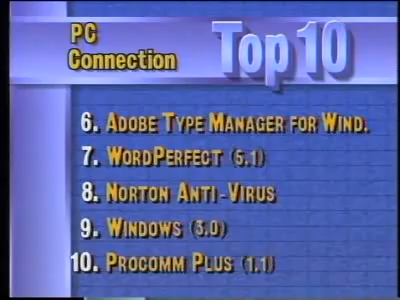 PC
Connection
Top 10
6. ADOBE TYPE MANAGER FOR WIND.
7. WORDPERFECT (5.1)
8. NORTON ANTI-VIRUS
9. WINDOWS (3.0)
10. PROCOMM PLUS (1.1)